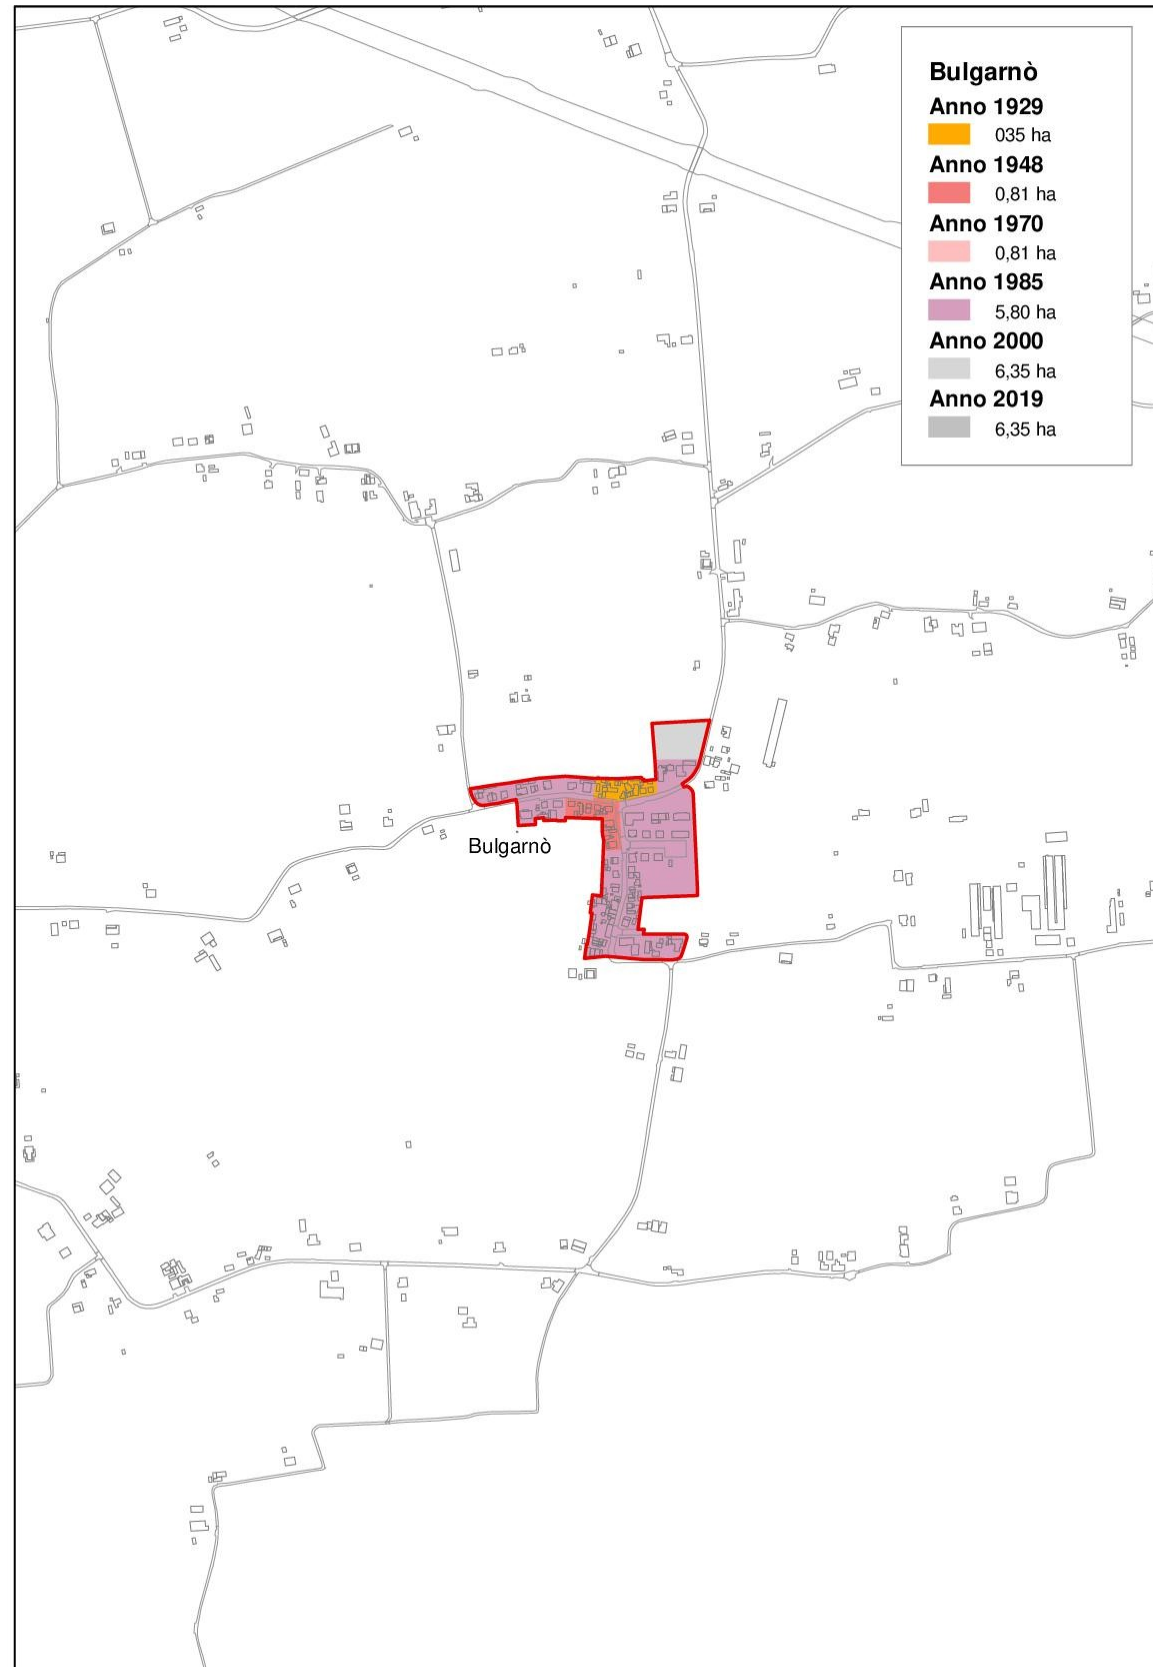 Bulgarnò
Anno 1929
035 ha
Anno 1948
0,81 ha
Anno 1970
0,81 ha
Anno 1985
5,80 ha
Anno 2000
6,35 ha
Anno 2019
6,35 ha
Bulgarnò